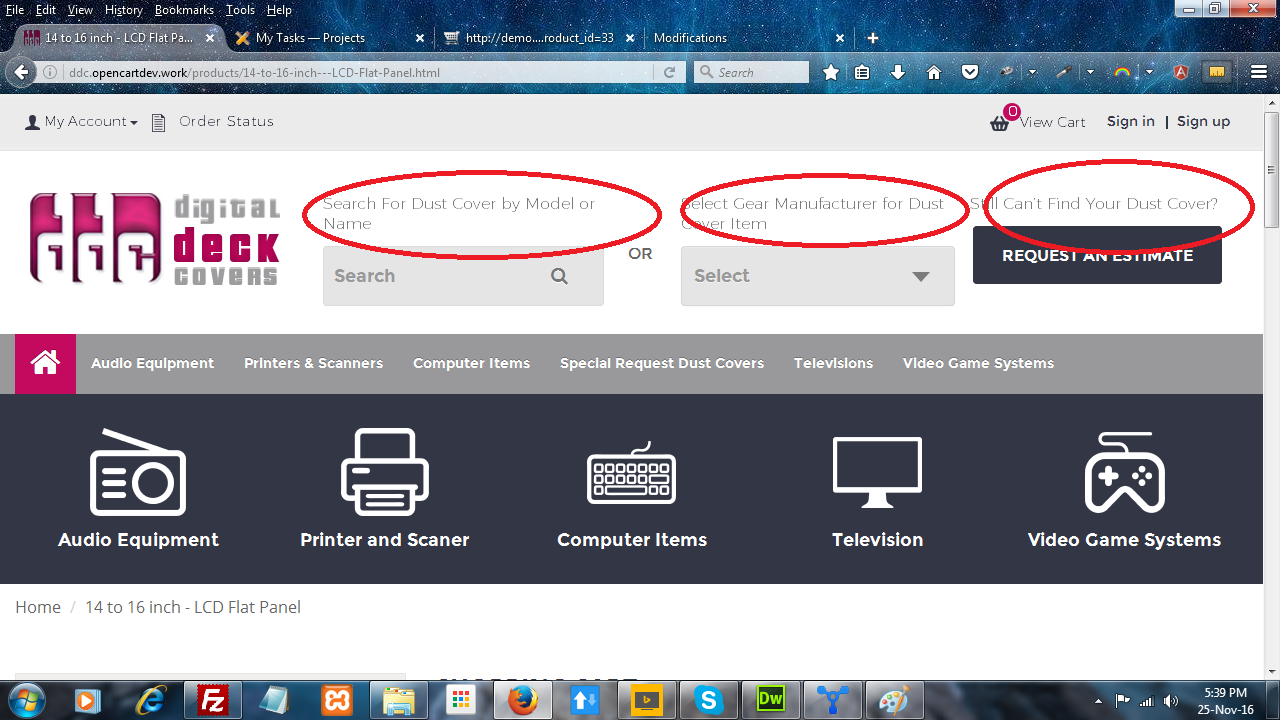 File Edit View History Bookmarks Tools Help
14 to 16 inch - LCD Flat Pa... My Tasks — Projects http://demo....roduct_id=33 Modifications
ddc.opencartdev.work/products/14-to-16-inch---LCD-Flat-Panel.html Search
My Account Order Status 0 View Cart Sign in | Sign up
digital
deck
covers
Search For Dust Cover by Model or
Name
Search
OR
Select Gear Manufacturer for Dust
Cover Item
Select
Still Can't Find Your Dust Cover?
REQUEST AN ESTIMATE
Audio Equipment Printers & Scanners Computer Items Special Request Dust Covers Televisions Video Game Systems
Audio Equipment Printer and Scaner Computer Items Television Video Game Systems
Home / 14 to 16 inch - LCD Flat Panel
5:39 PM
25-Nov-16